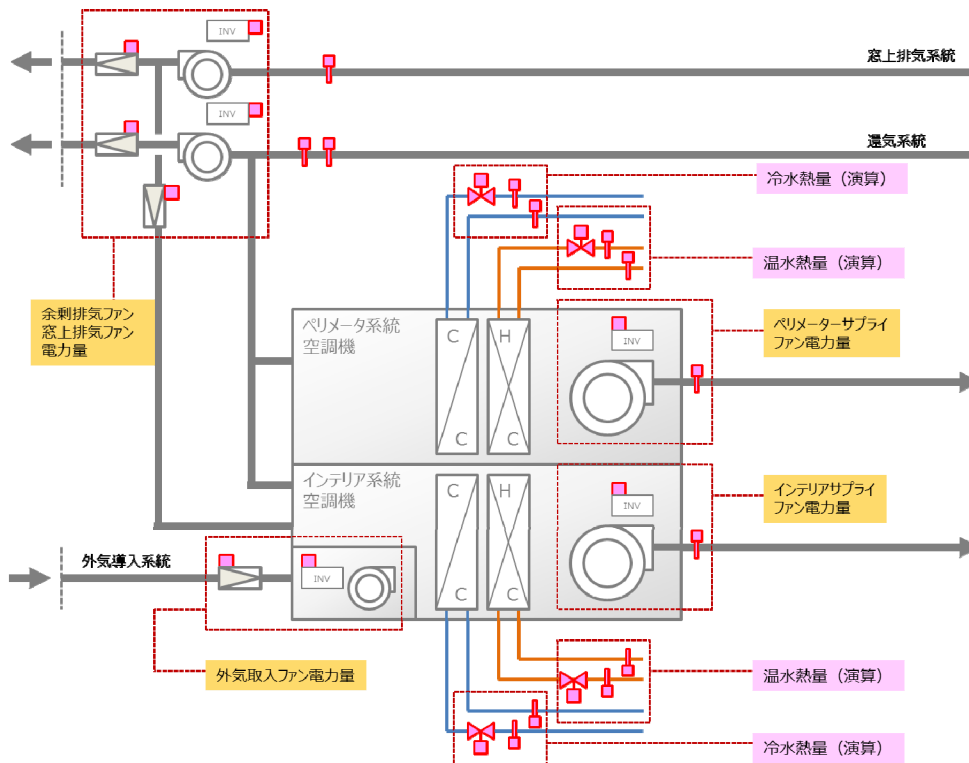 INV
窓上排気系統
INV
還気系統
冷水熱量（演算）
温水熱量（演算）
余剰排気ファン
窓上排気ファン
電力量
ペリメータ系統
空調機
C
H
C
C
INV
ペリメーターサプライ
ファン電力量
インテリア系統
空調機
C
H
C
C
INV
インテリアサプライ
ファン電力量
外気導入系統
INV
外気取入ファン電力量
温水熱量（演算）
冷水熱量（演算）